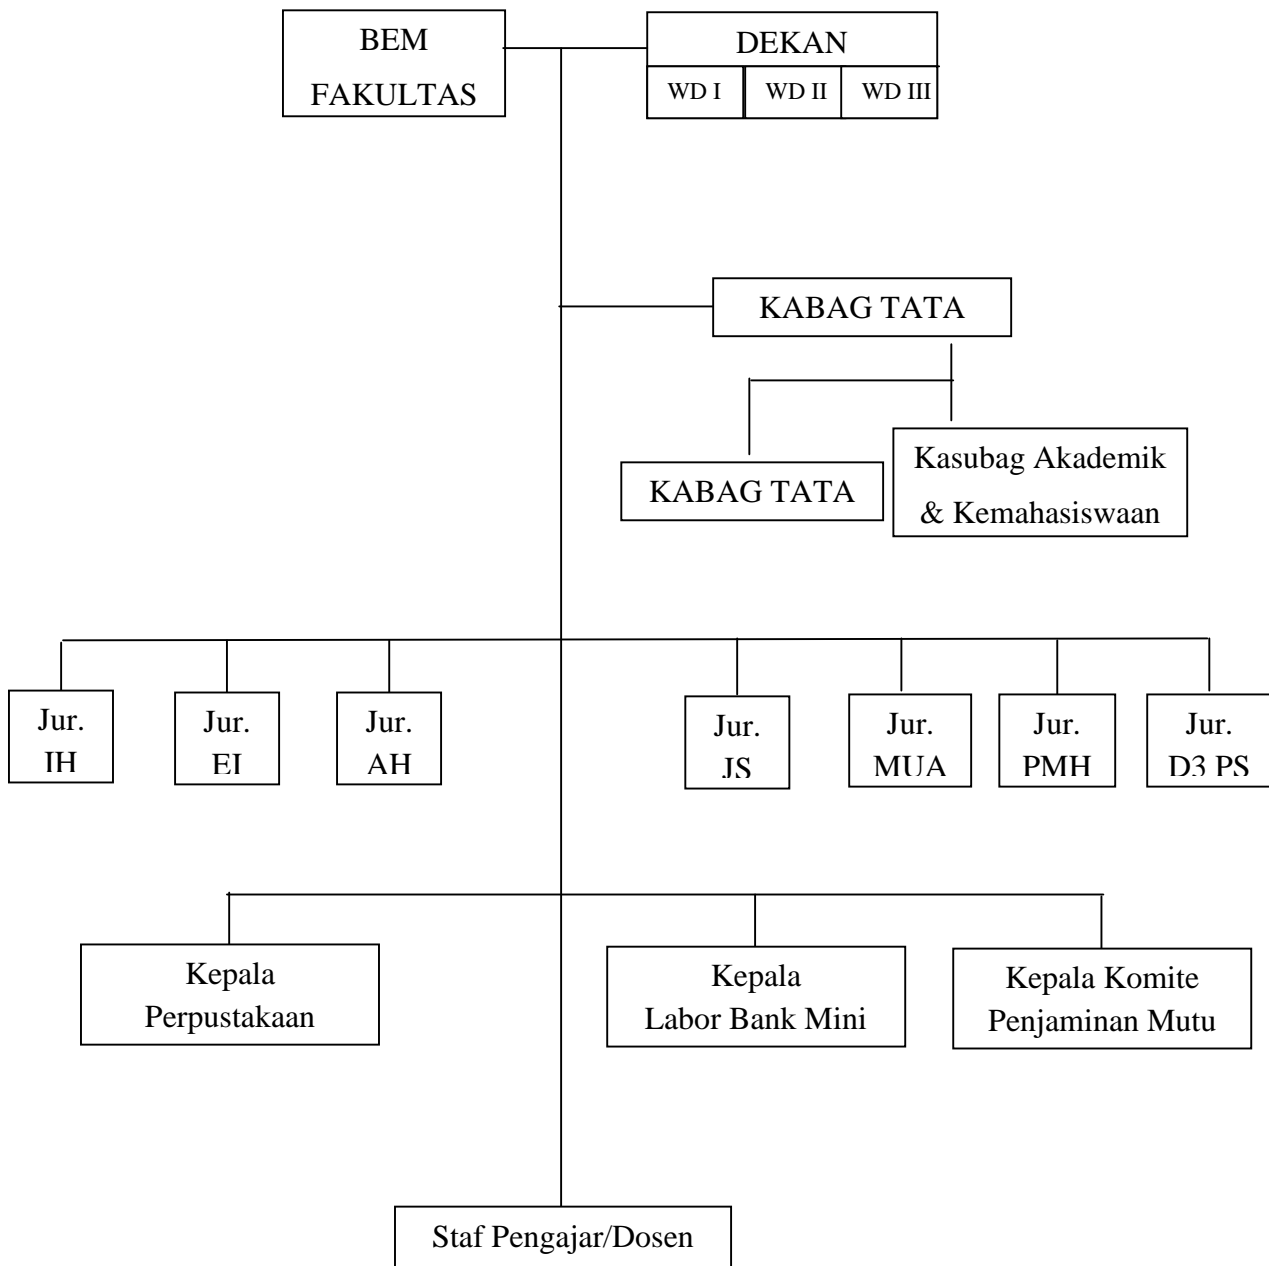 BEM
FAKULTAS
DEKAN
WD I
WD II
WD III
KABAG TATA
KABAG TATA
Kasubag Akademik
& Kemahasiswaan
Jur.
IH
Jur.
EI
Jur.
AH
Jur.
JS
Jur.
MUA
Jur.
PMH
Jur.
D3 PS
Kepala
Perpustakaan
Kepala
Labor Bank Mini
Kepala Komite
Penjaminan Mutu
Staf Pengajar/Dosen